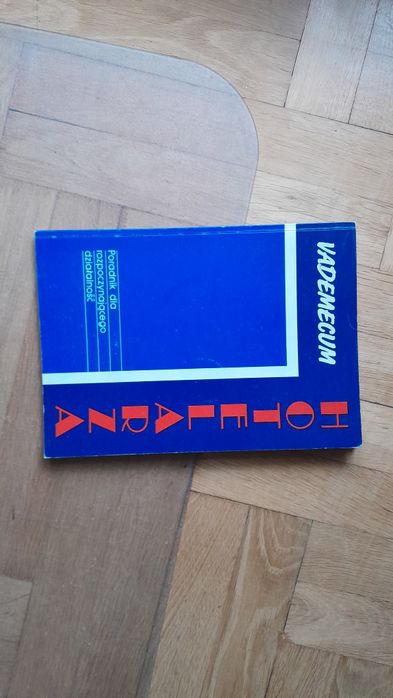 VADEMECUM
HOTELARZA
Poradnik dla
rozpoczynającego
działalność